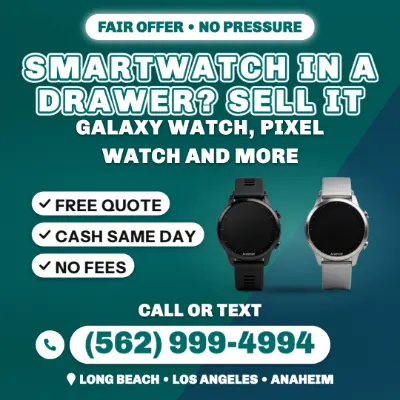 FAIR OFFER • NO PRESSURE
SMARTWATCH IN A
DRAWER? SELL IT
GALAXY WATCH, PIXEL
WATCH AND MORE
FREE QUOTE
CASH SAME DAY
NO FEES
CALL OR TEXT
(562) 999-4994
LONG BEACH • LOS ANGELES • ANAHEIM